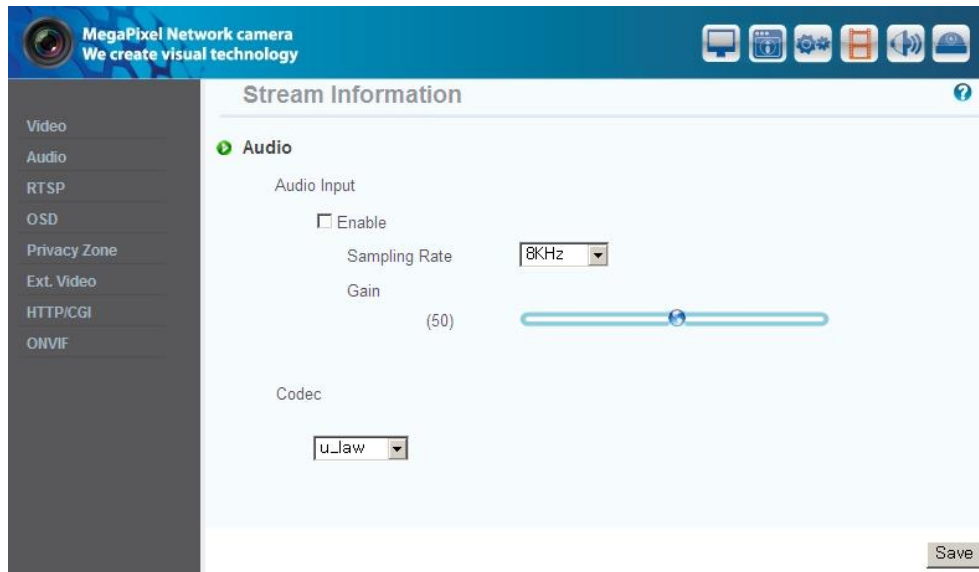 MegaPixel Network camera
We create visual technology
Stream Information
?
Video
Audio
RTSP
OSD
Privacy Zone
Ext. Video
HTTP/CGI
ONVIF
Audio
Audio Input
Enable
Sampling Rate
8KHz
Gain
(50)
Codec
u_law
Save